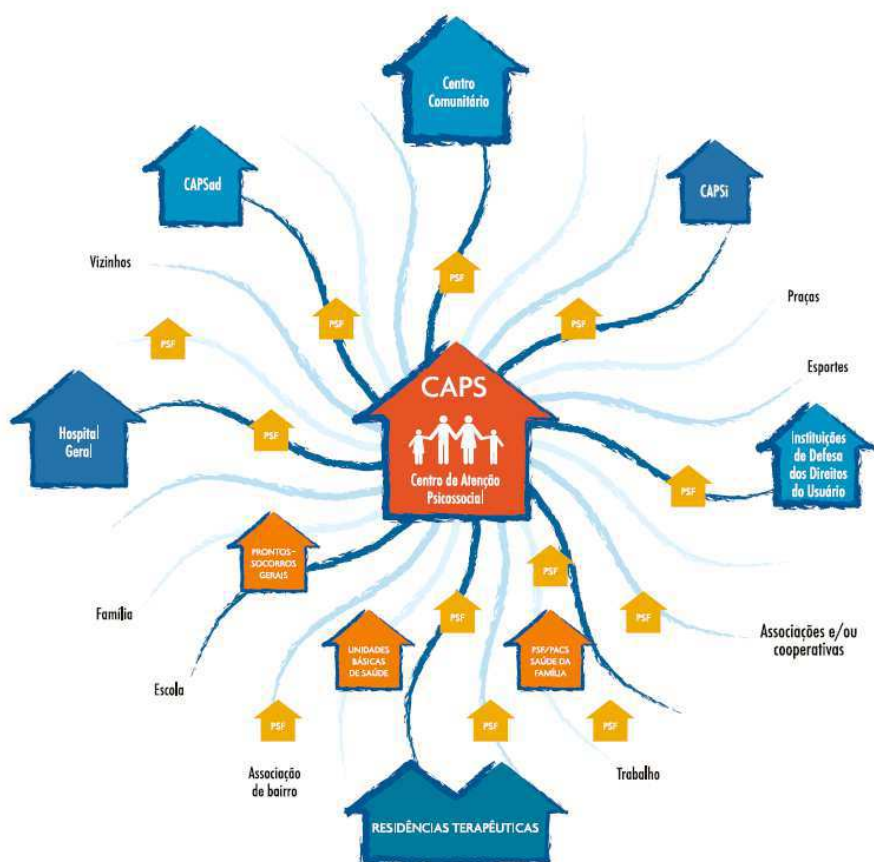 Centro
Comunitário
CAPSad
CAPSi
Vizinhos
PSF
Praças
PSF
PSF
PSF
Esportes
CAPS
Centro de Atenção
Psicossocial
Hospital
Geral
PSF
Instituições
de Defesa
dos Direitos
do Usuário
PSF
PRONTOS-
SOCORROS
GERAIS
PSF
Família
PSF
PSF
Associações e/ou
cooperativas
UNIDADES
BÁSICAS
DE SAÚDE
PSF/PACS
SAÚDE DA
FAMÍLIA
Escola
PSF
PSF
PSF
Associação
de bairro
Trabalho
RESIDÊNCIAS TERAPÊUTICAS